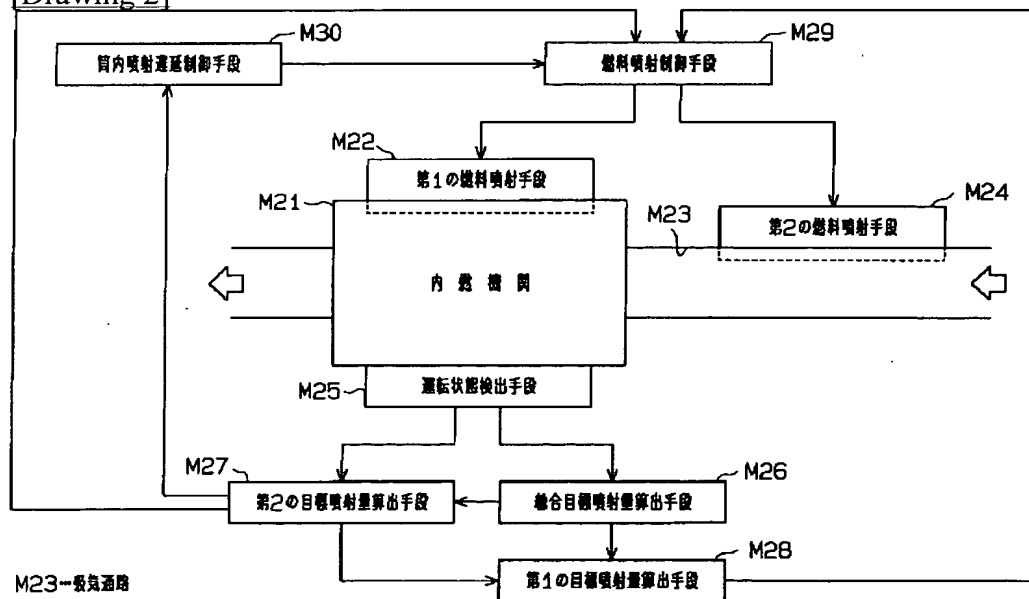 [Drawing 2]
M30
筒内噴射遅延制御手段
M29
燃料噴射制御手段
M22
第1の燃料噴射手段
M21
M23
M24
第2の燃料噴射手段
内燃機関
M25
運転状態検出手段
M27
第2の目標噴射量算出手段
M26
総合目標噴射量算出手段
M28
第1の目標噴射量算出手段
M23…吸気通路